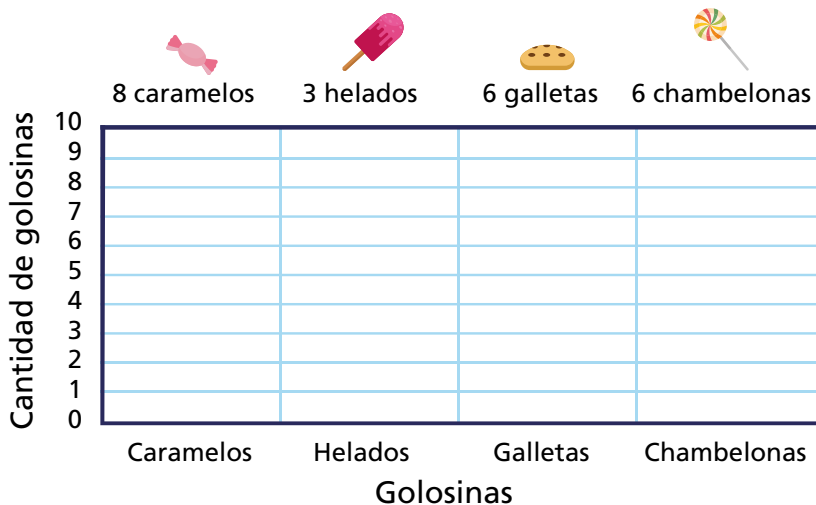 8 caramelos 3 helados 6 galletas 6 chambelonas
Cantidad de golosinas
10
9
8
7
6
5
4
3
2
1
0
Caramelos Helados Galletas Chambelonas
Golosinas